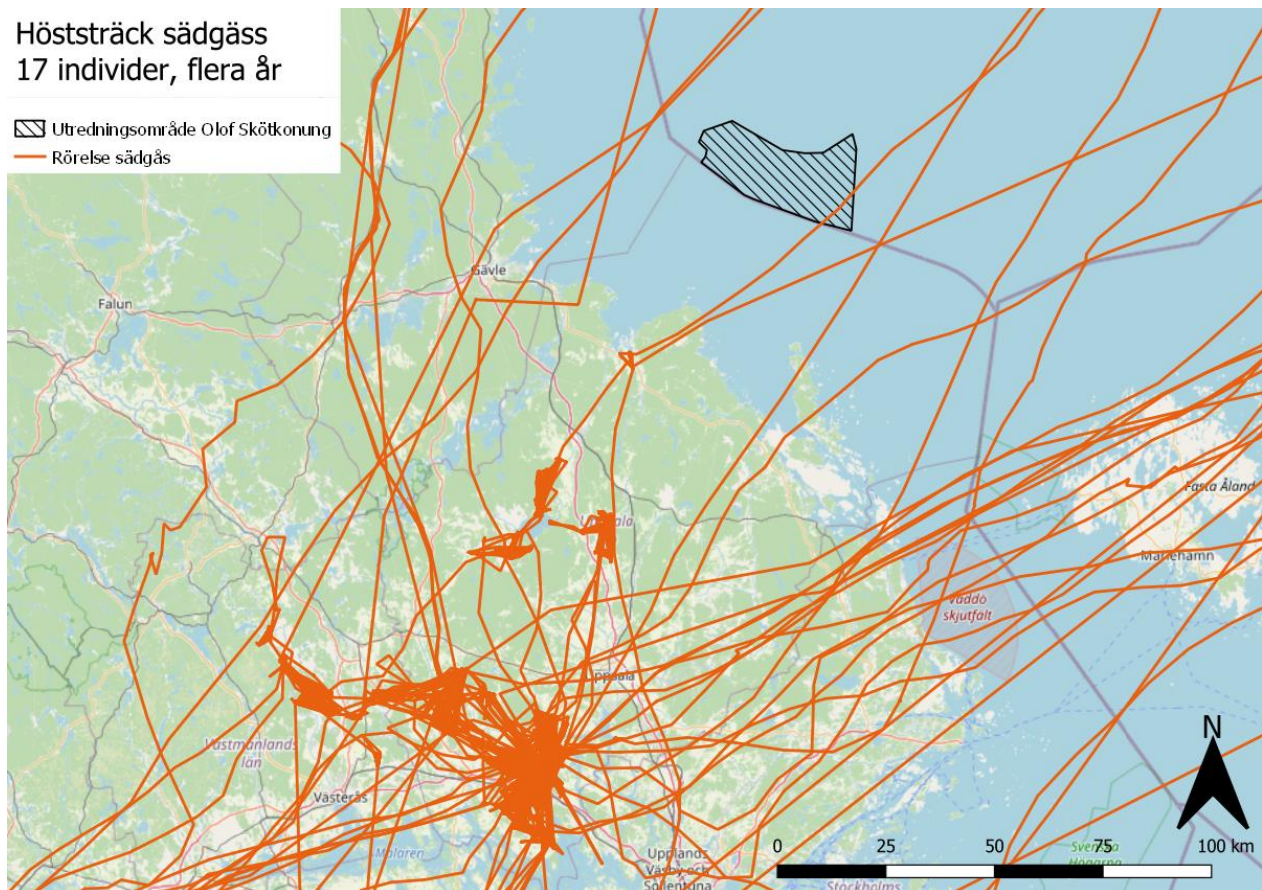 Höststräck sädgäss
17 individer, flera år
Utredningsområde Olof Skötkonung
Rörelse sädgås
Gävle
Falun
Fasta Åland
Mariehamn
Väddö
skjutfält
Västmanlands
län
Västerås
Mälaren
Upplands
Väsby och
Sollentuna
Stockholms
Svenska
Högarna
N
0 25 50 75 100 km